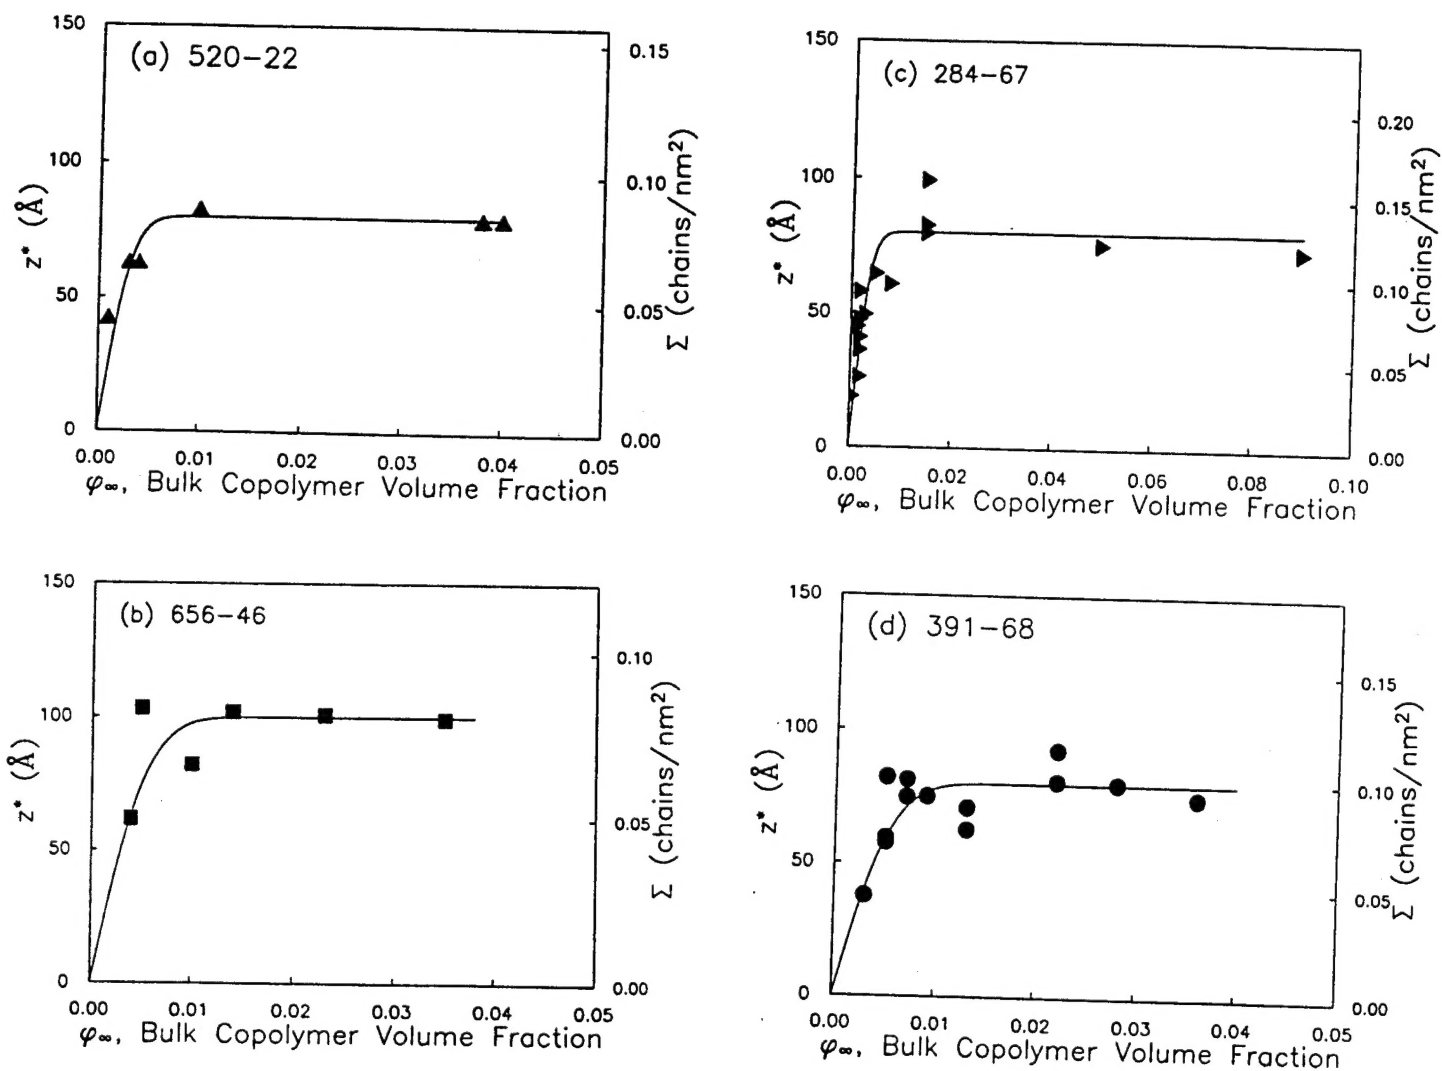 (a) 520-22
150
100
50
0
z* (Å)
0.15
0.10
0.05
0.00
Σ (chains/nm²)
0.00 0.01 0.02 0.03 0.04 0.05
φ∞, Bulk Copolymer Volume Fraction
(c) 284-67
150
100
50
0
z* (Å)
0.20
0.15
0.10
0.05
0.00
Σ (chains/nm²)
0.00 0.02 0.04 0.06 0.08 0.10
φ∞, Bulk Copolymer Volume Fraction
(b) 656-46
150
100
50
0
z* (Å)
0.10
0.05
0.00
Σ (chains/nm²)
0.00 0.01 0.02 0.03 0.04 0.05
φ∞, Bulk Copolymer Volume Fraction
(d) 391-68
150
100
50
0
z* (Å)
0.15
0.10
0.05
0.00
Σ (chains/nm²)
0.00 0.01 0.02 0.03 0.04 0.05
φ∞, Bulk Copolymer Volume Fraction